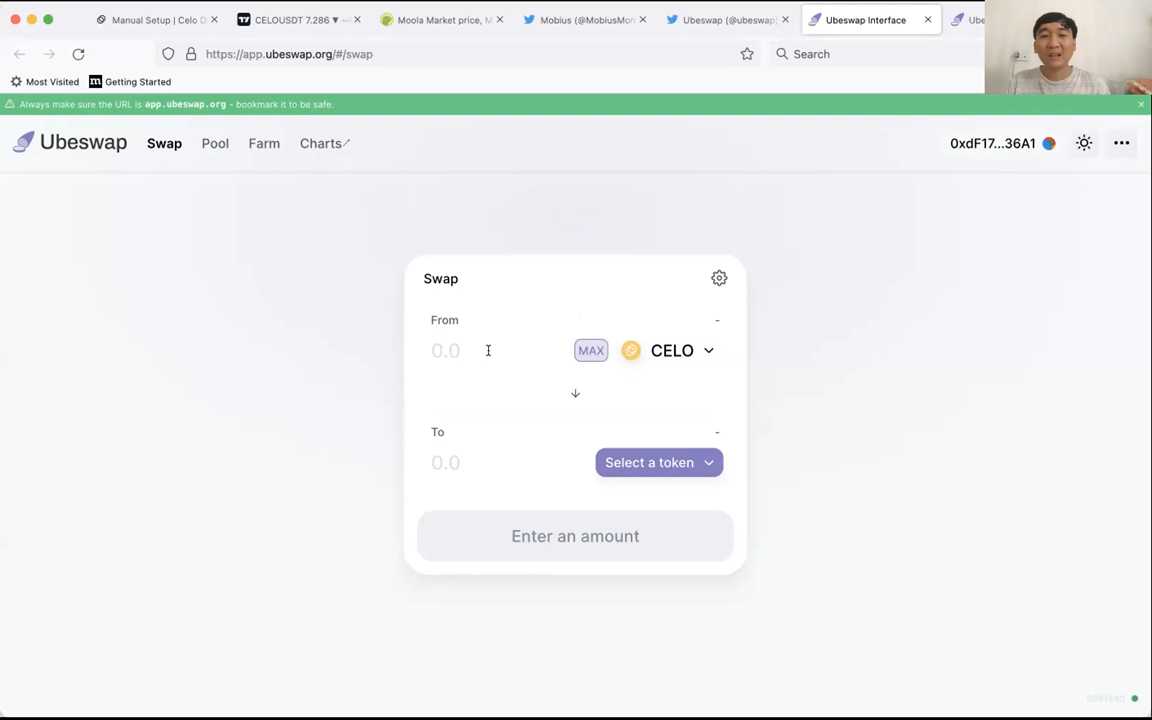 Manual Setup | Celo D
CELOUSDT 7.286 ▼ −4
Moola Market price, M
Mobius (@MobiusMon
Ubeswap (@ubeswap
Ubeswap Interface
Ube
https://app.ubeswap.org/#/swap
Search
Most Visited
Getting Started
Always make sure the URL is app.ubeswap.org - bookmark it to be safe.
Ubeswap
Swap
Pool
Farm
Charts↗
0xdF17...36A1
Swap
From
-
0.0
MAX
CELO
To
-
0.0
Select a token
Enter an amount